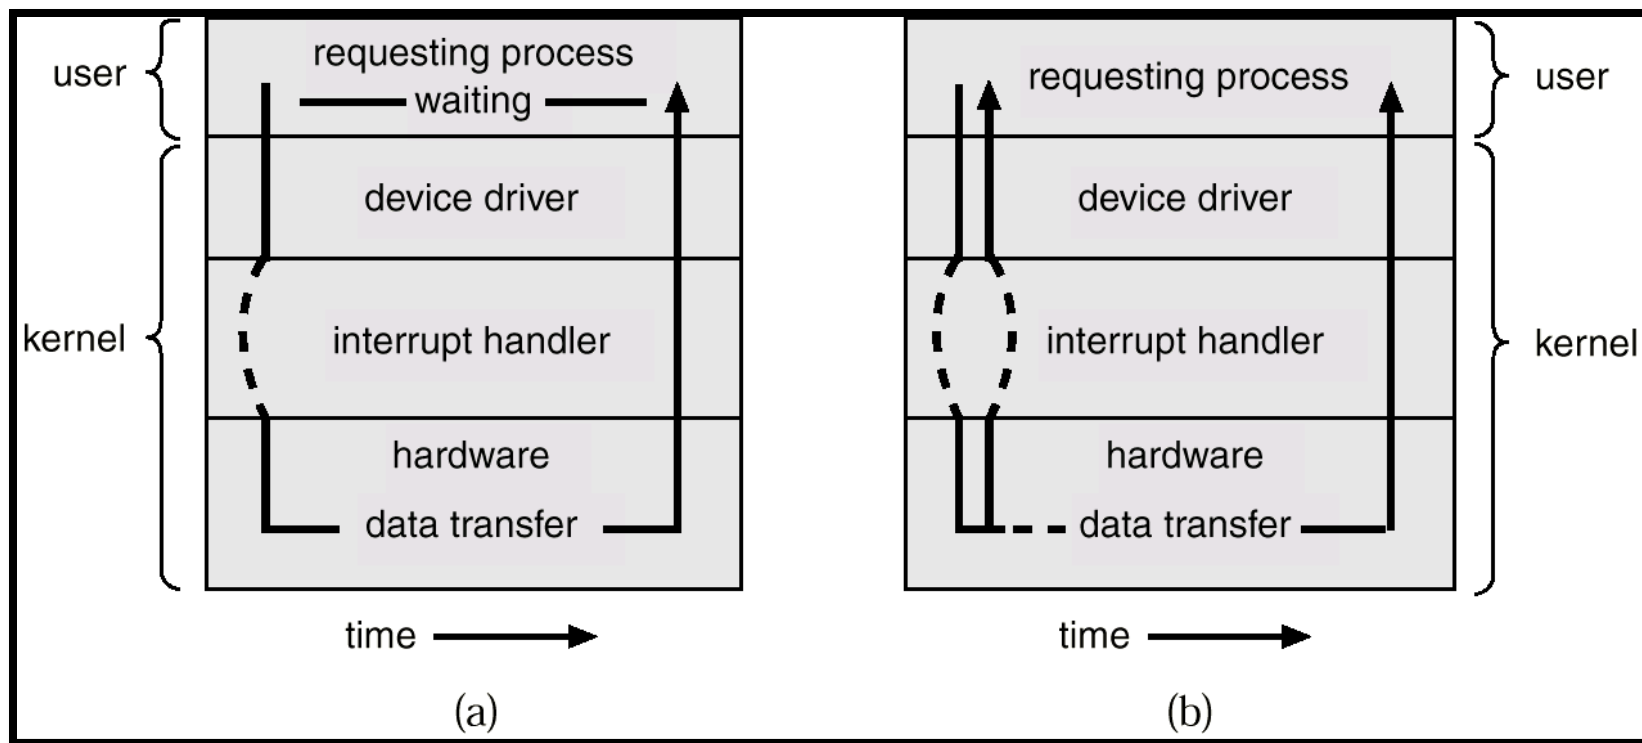 user
requesting process
waiting
device driver
kernel
interrupt handler
hardware
data transfer
time
(a)
requesting process
user
device driver
interrupt handler
kernel
hardware
data transfer
time
(b)